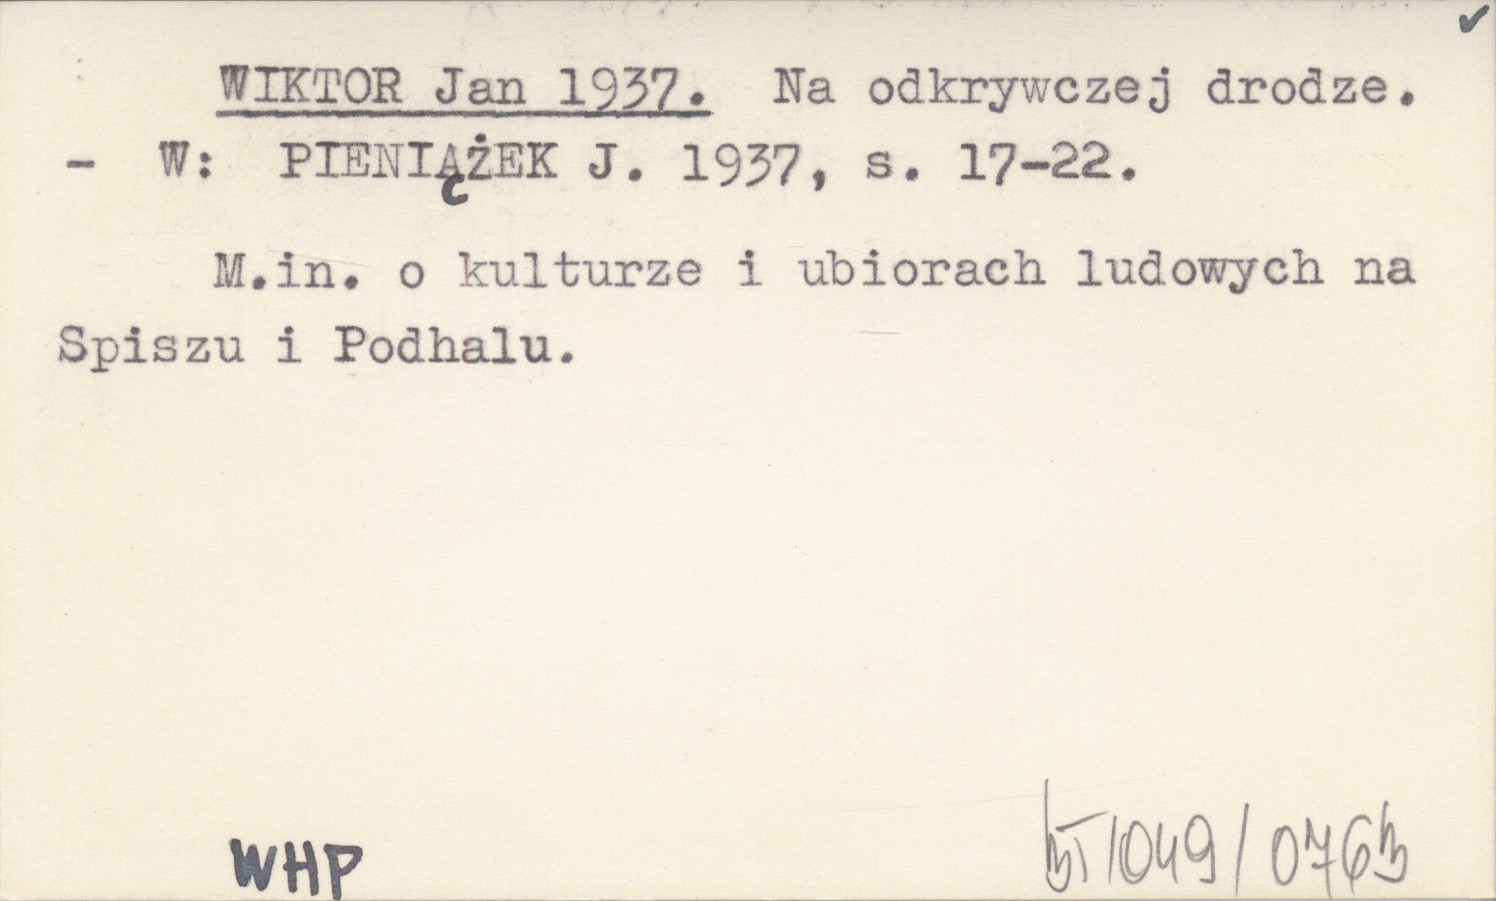 WIKTOR Jan 1937. Na odkrywczej drodze.
- W: PIENIĄŻEK J. 1937, s. 17-22.
M.in. o kulturze i ubiorach ludowych na
Spiszu i Podhalu.
WHP
/049/0763